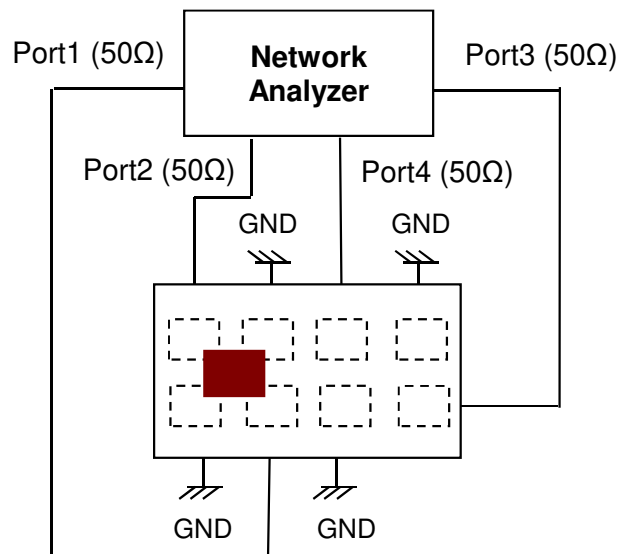 Port1 (50Ω)
Network
Analyzer
Port3 (50Ω)
Port2 (50Ω)
Port4 (50Ω)
GND
GND
GND
GND